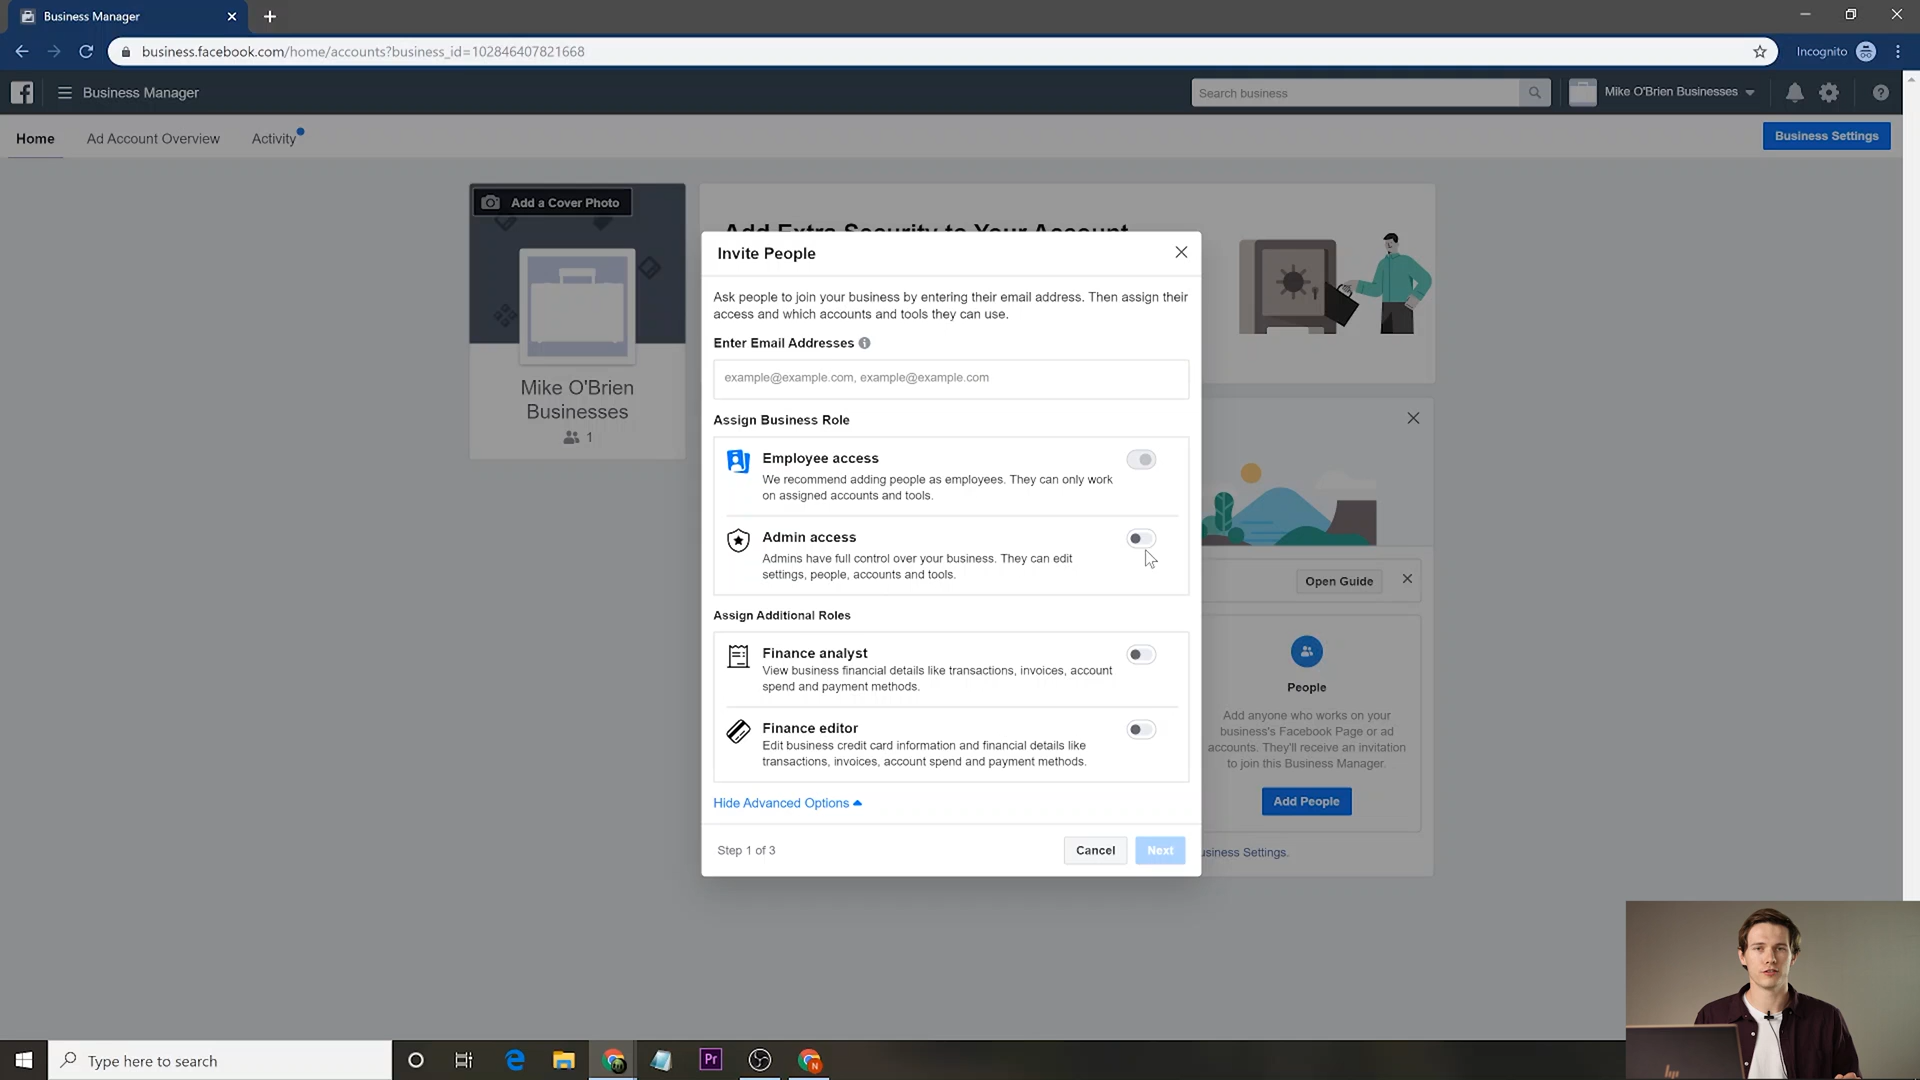 Business Manager
business.facebook.com/home/accounts?business_id=102846407821668
Incognito
Business Manager
Search business
Mike O'Brien Businesses
Home
Ad Account Overview
Activity
Business Settings
Add a Cover Photo
Add Extra Security to Your Account
Mike O'Brien
Businesses
1
Invite People
Ask people to join your business by entering their email address. Then assign their
access and which accounts and tools they can use.
Enter Email Addresses
example@example.com, example@example.com
Assign Business Role
Employee access
We recommend adding people as employees. They can only work
on assigned accounts and tools.
Admin access
Admins have full control over your business. They can edit
settings, people, accounts and tools.
Assign Additional Roles
Finance analyst
View business financial details like transactions, invoices, account
spend and payment methods.
Finance editor
Edit business credit card information and financial details like
transactions, invoices, account spend and payment methods.
Hide Advanced Options
Step 1 of 3
Cancel
Next
Open Guide
People
Add anyone who works on your
business's Facebook Page or ad
accounts. They'll receive an invitation
to join this Business Manager.
Add People
usiness Settings.
Type here to search
Pr
N
hp